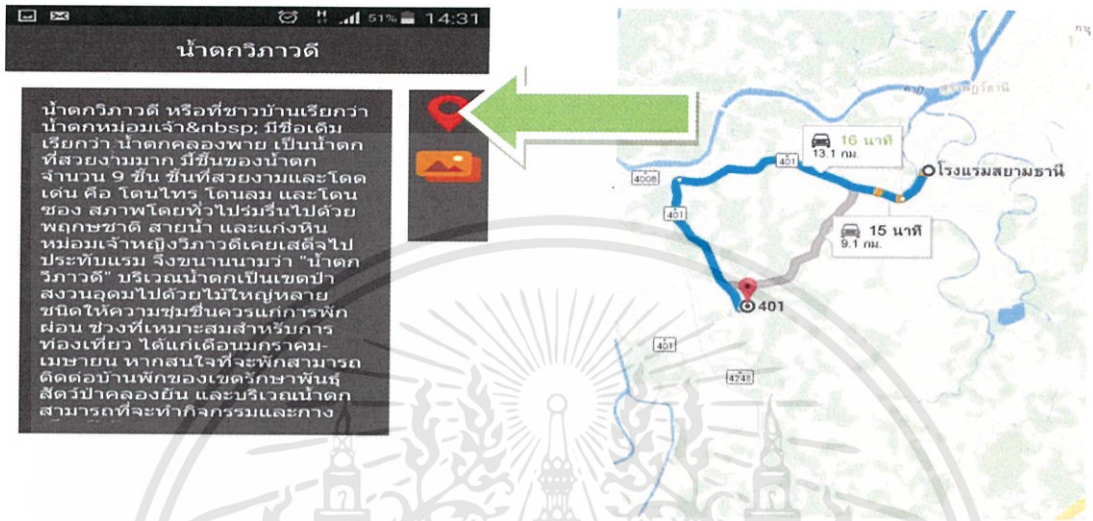 51% 14:31
น้ำตกวิภาวดี
น้ำตกวิภาวดี หรือที่ชาวบ้านเรียกว่า
น้ำตกหม่อมเจ้า&nbsp; มีชื่อเดิม
เรียกว่า น้ำตกคลองพาย เป็นน้ำตก
ที่สวยงามมาก มีชั้นของน้ำตก
จำนวน 9 ชั้น ชั้นที่สวยงามและโดด
เด่น คือ โตนไทร โตนลม และโตน
ซอง สภาพโดยทั่วไปร่มรื่นไปด้วย
พฤกษชาติ สายน้ำ และแก่งหิน
หม่อมเจ้าหญิงวิภาวดีเคยเสด็จไป
ประทับแรม จึงขนานนามว่า "น้ำตก
วิภาวดี" บริเวณน้ำตกเป็นเขตป่า
สงวนอุดมไปด้วยไม้ใหญ่หลาย
ชนิดให้ความชุ่มชื่นควรแก่การพัก
ผ่อน ช่วงที่เหมาะสมสำหรับการ
ท่องเที่ยว ได้แก่เดือนมกราคม-
เมษายน หากสนใจที่จะพักสามารถ
ติดต่อบ้านพักของเขตรักษาพันธุ์
สัตว์ป่าคลองยัน และบริเวณน้ำตก
สามารถที่จะทำกิจกรรมและกาง
สุราษฎร์ธานี
401
16 นาที
13.1 กม.
โรงแรมสยามธานี
4008
401
15 นาที
9.1 กม.
401
401
4248